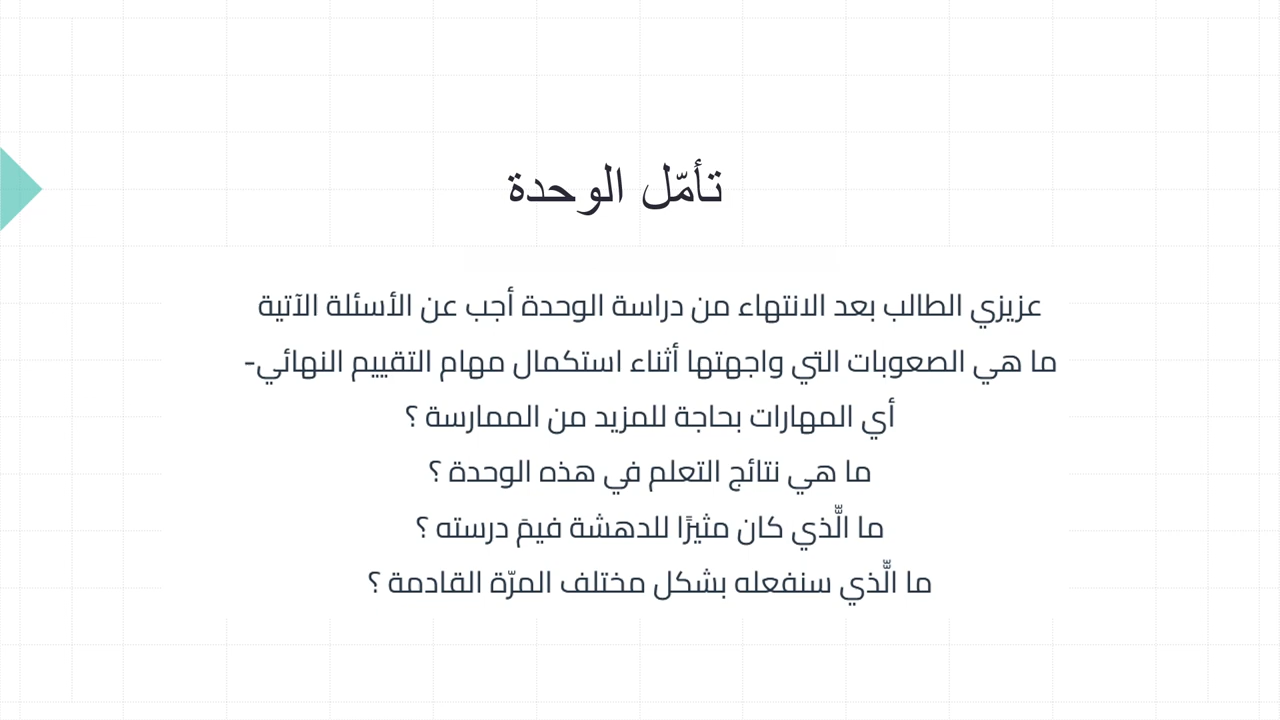 تأمّل الوحدة
عزيزي الطالب بعد الانتهاء من دراسة الوحدة أجب عن الأسئلة الآتية
ما هي الصعوبات التي واجهتها أثناء استكمال مهام التقييم النهائي-
أي المهارات بحاجة للمزيد من الممارسة ؟
ما هي نتائج التعلم في هذه الوحدة ؟
ما الَّذي كان مثيرًا للدهشة فيمَ درسته ؟
ما الَّذي سنفعله بشكل مختلف المرّة القادمة ؟